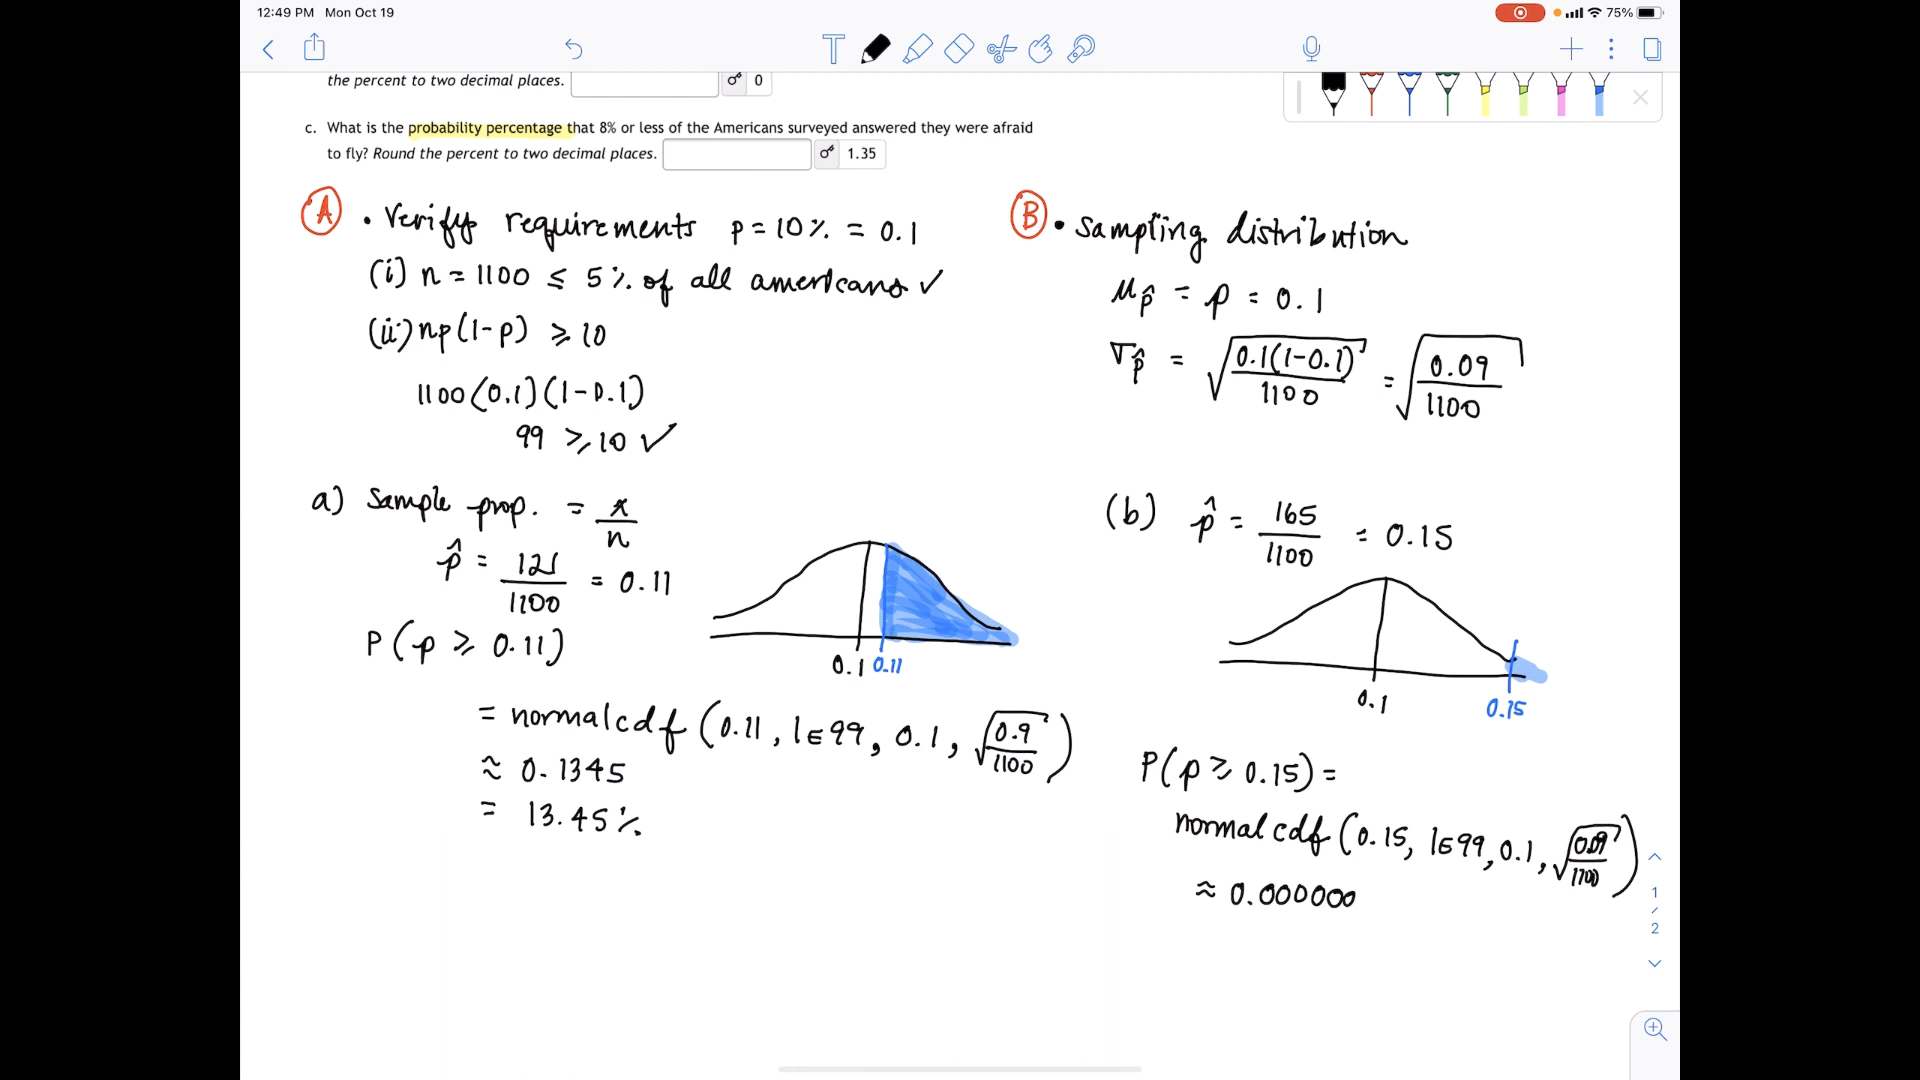 12:49 PM Mon Oct 19
75%
the percent to two decimal places. 0
c. What is the probability percentage that 8% or less of the Americans surveyed answered they were afraid
to fly? Round the percent to two decimal places. 1.35
A • Verify requirements p = 10% = 0.1
(i) n = 1100 ≤ 5% of all americans ✓
(ii) np(1-p) ≥ 10
1100(0.1)(1-0.1)
99 ≥ 10 ✓
B • sampling distribution
μp̂ = p = 0.1
σp̂ = √(0.1(1-0.1)/1100) = √(0.09/1100)
a) Sample prop. = x/n
p̂ = 121/1100 = 0.11
P(p ≥ 0.11)
0.1 0.11
= normalcdf(0.11, 1E99, 0.1, √(0.9/1100))
≈ 0.1345
= 13.45%
(b) p̂ = 165/1100 = 0.15
0.1 0.15
P(p ≥ 0.15) =
normalcdf(0.15, 1E99, 0.1, √(0.09/1100))
≈ 0.000000
1
/
2